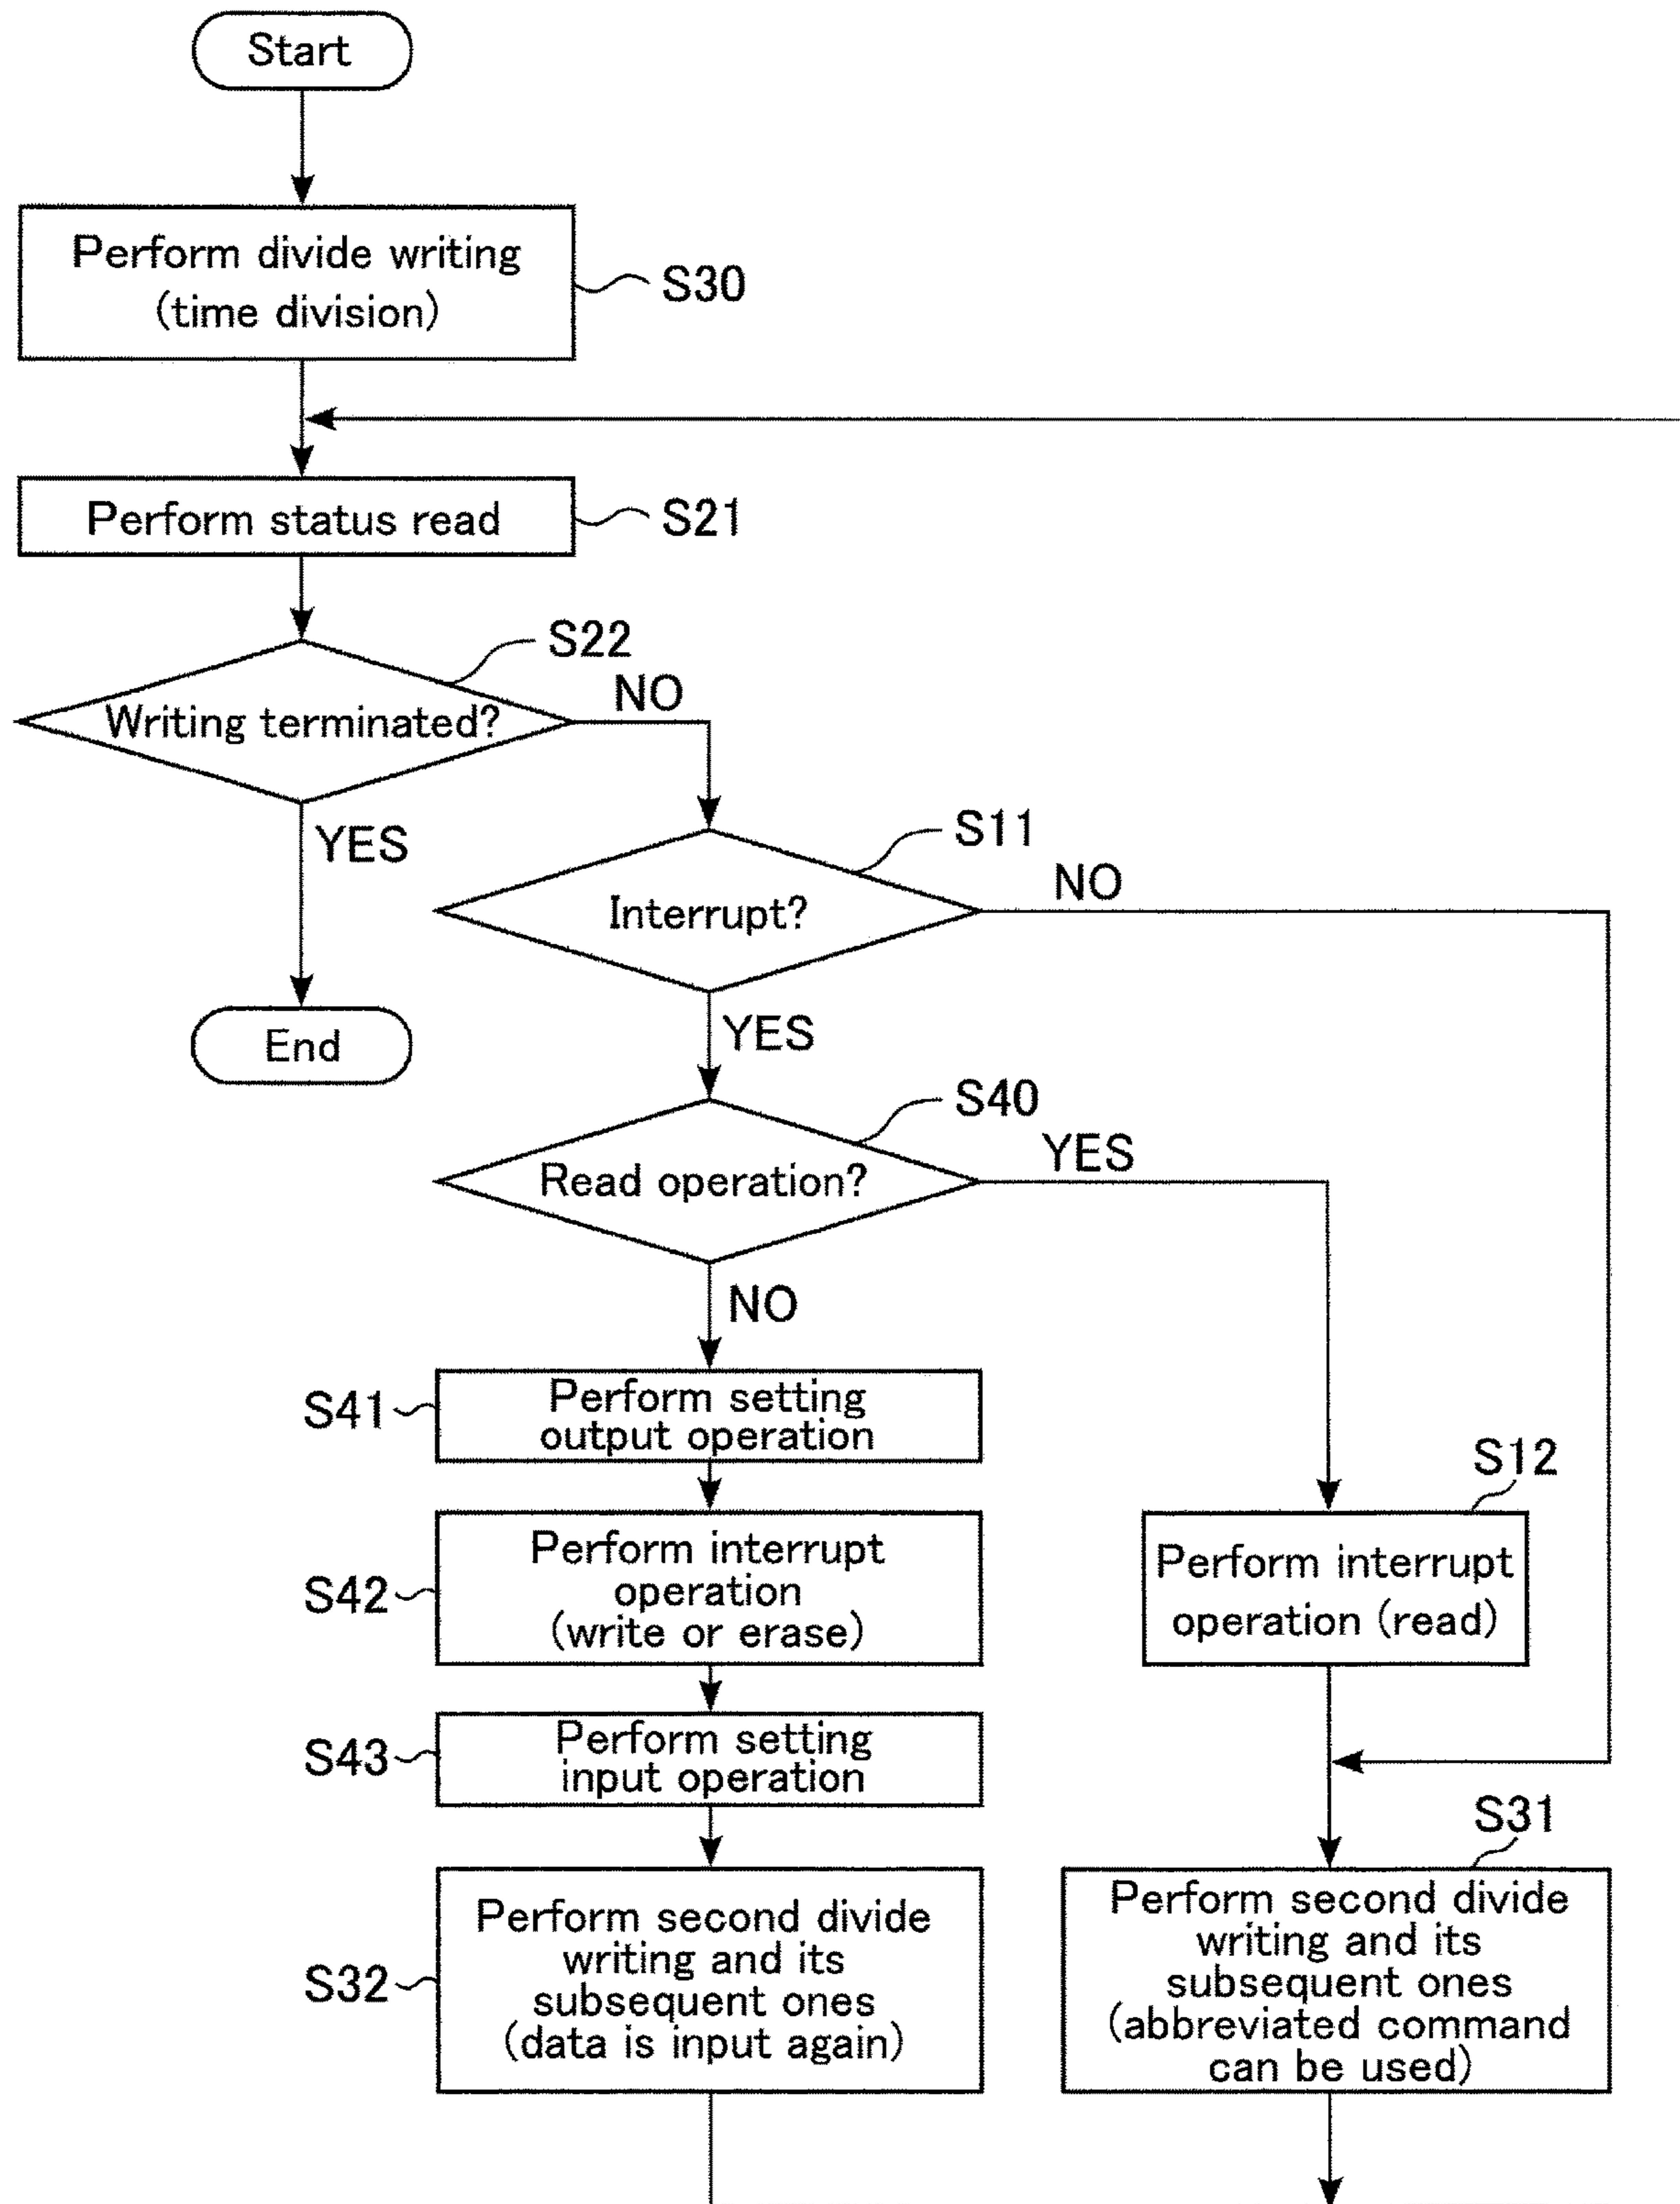 Start
Perform divide writing
(time division)
S30
Perform status read
S21
S22
Writing terminated?
NO
YES
End
S11
Interrupt?
NO
YES
S40
Read operation?
YES
NO
S41
Perform setting
output operation
S42
Perform interrupt
operation
(write or erase)
S12
Perform interrupt
operation (read)
S43
Perform setting
input operation
S32
Perform second divide
writing and its
subsequent ones
(data is input again)
S31
Perform second divide
writing and its
subsequent ones
(abbreviated command
can be used)